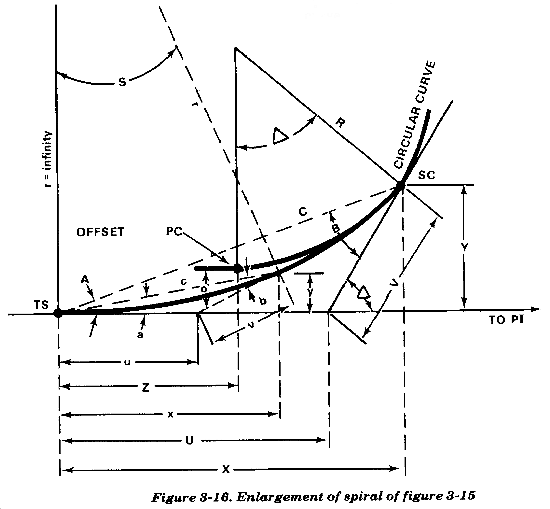 S
r
R
Δ
CIRCULAR CURVE
r = infinity
SC
C
OFFSET
PC
B
A
c
o
Y
V
Δ
TS
b
y
a
v
TO PI
u
Z
x
U
X
Figure 3-16. Enlargement of spiral of figure 3-15